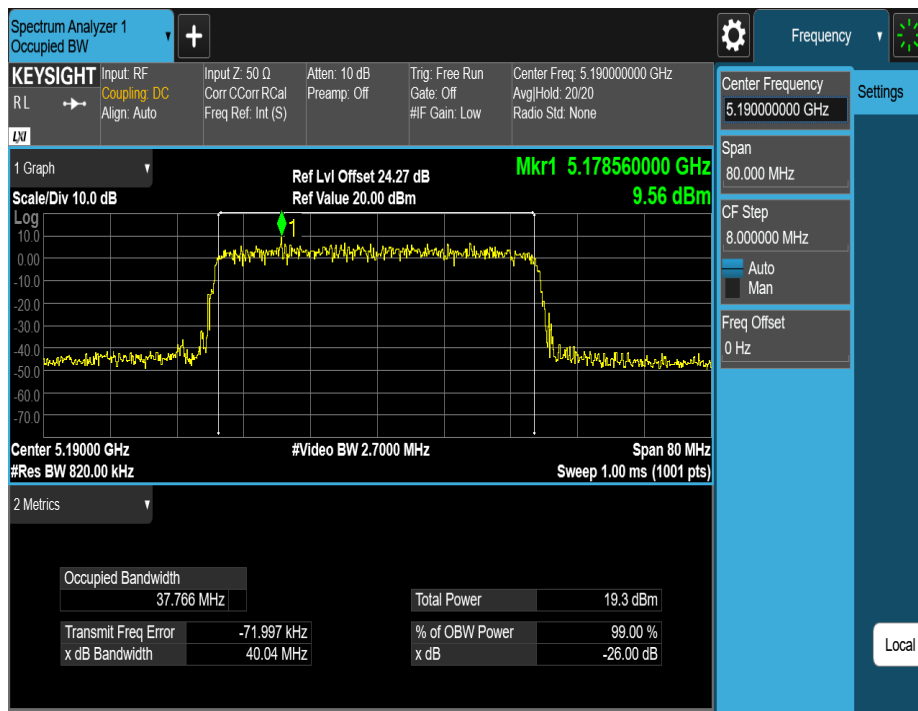 Spectrum Analyzer 1
Occupied BW
+
Frequency
KEYSIGHT
RL
LXI
Input: RF
Coupling: DC
Align: Auto
Input Z: 50 Ω
Corr CCorr RCal
Freq Ref: Int (S)
Atten: 10 dB
Preamp: Off
Trig: Free Run
Gate: Off
#IF Gain: Low
Center Freq: 5.190000000 GHz
Avg|Hold: 20/20
Radio Std: None
Center Frequency
5.190000000 GHz
Settings
Span
80.000 MHz
CF Step
8.000000 MHz
Auto
Man
Freq Offset
0 Hz
Local
1 Graph
Scale/Div 10.0 dB
Ref Lvl Offset 24.27 dB
Ref Value 20.00 dBm
Mkr1 5.178560000 GHz
9.56 dBm
Log
1
10.0
0.00
-10.0
-20.0
-30.0
-40.0
-50.0
-60.0
-70.0
Center 5.19000 GHz
#Video BW 2.7000 MHz
Span 80 MHz
#Res BW 820.00 kHz
Sweep 1.00 ms (1001 pts)
2 Metrics
Occupied Bandwidth
37.766 MHz
Total Power 19.3 dBm
Transmit Freq Error -71.997 kHz
% of OBW Power 99.00 %
x dB Bandwidth 40.04 MHz
x dB -26.00 dB